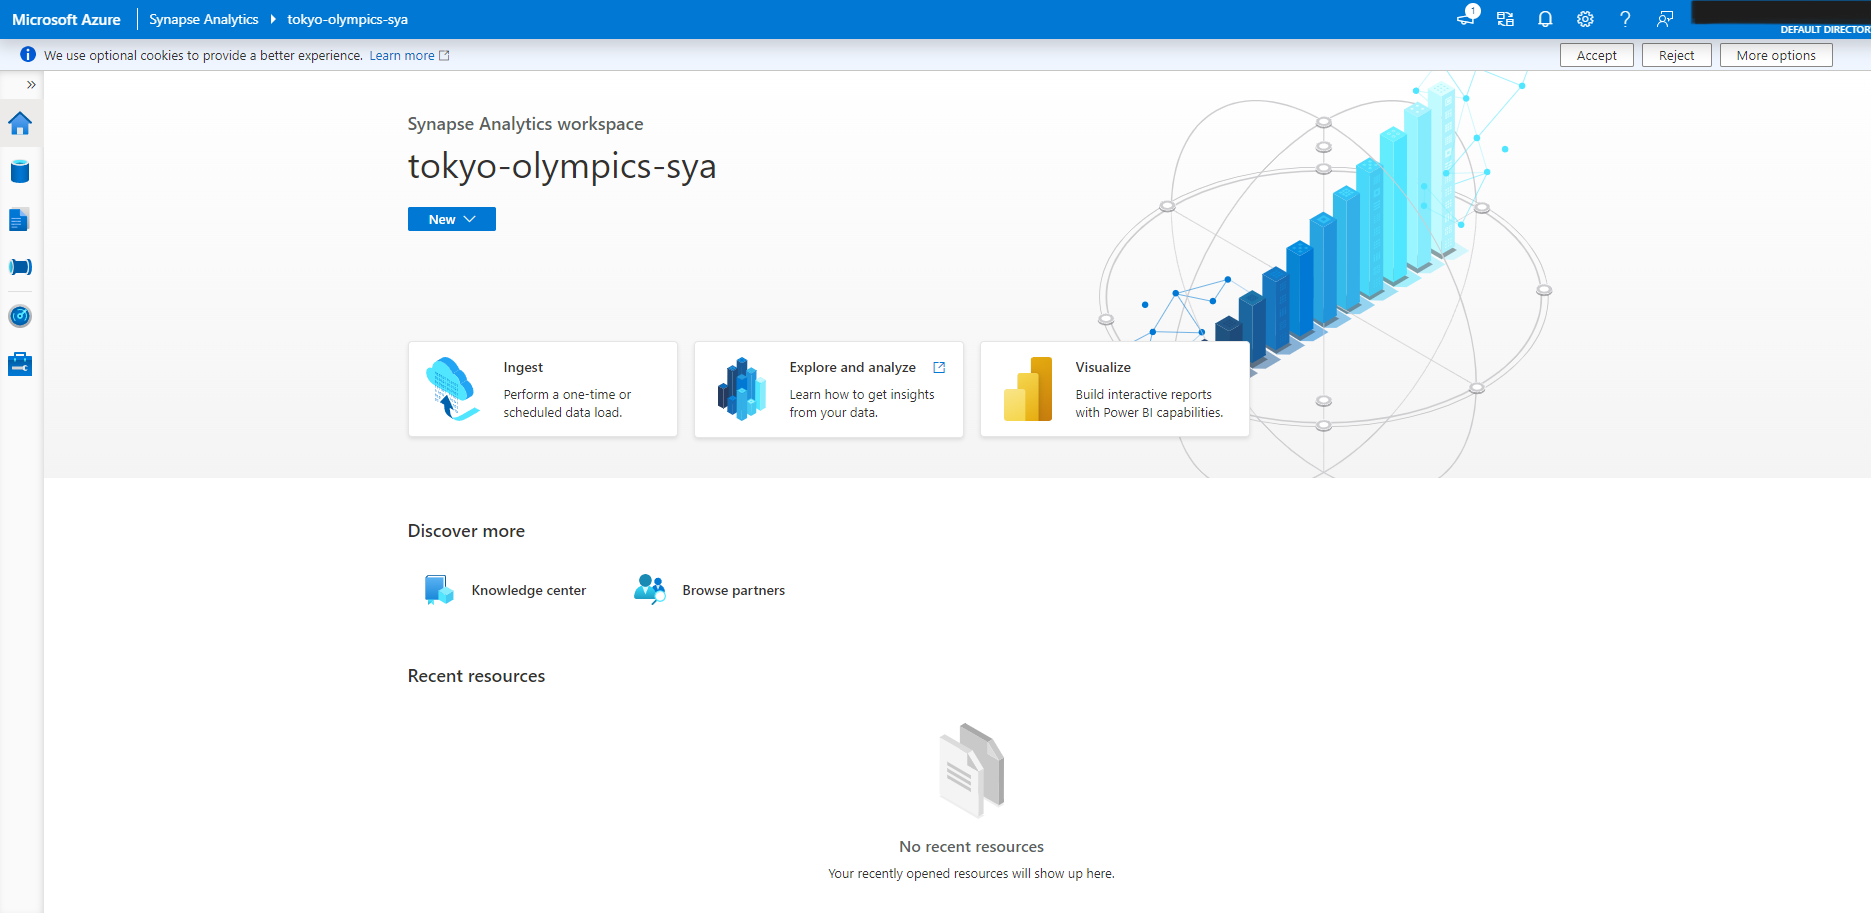 Microsoft Azure
Synapse Analytics
tokyo-olympics-sya
1
DEFAULT DIRECTOR
We use optional cookies to provide a better experience. Learn more
Accept
Reject
More options
Synapse Analytics workspace
tokyo-olympics-sya
New
Ingest
Perform a one-time or
scheduled data load.
Explore and analyze
Learn how to get insights
from your data.
Visualize
Build interactive reports
with Power BI capabilities.
Discover more
Knowledge center
Browse partners
Recent resources
No recent resources
Your recently opened resources will show up here.